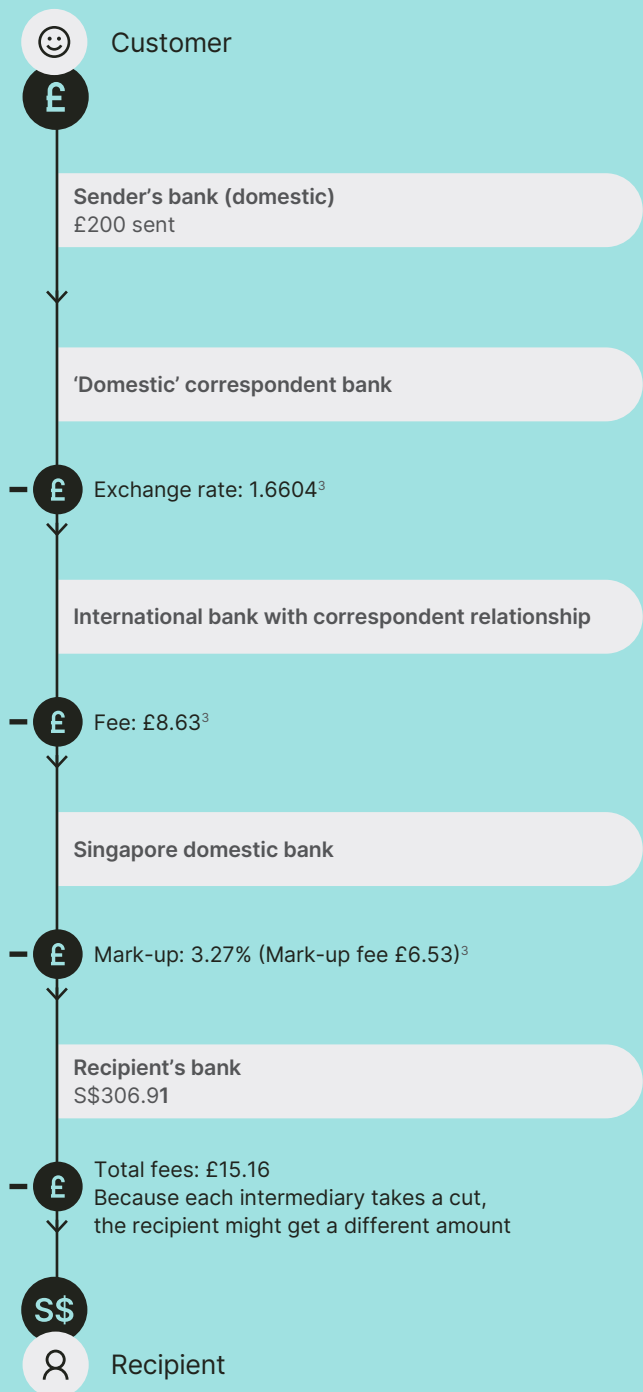 Customer
£
Sender’s bank (domestic)
£200 sent
‘Domestic’ correspondent bank
£ Exchange rate: 1.6604³
International bank with correspondent relationship
£ Fee: £8.63³
Singapore domestic bank
£ Mark-up: 3.27% (Mark-up fee £6.53)³
Recipient’s bank
S$306.91
£ Total fees: £15.16
Because each intermediary takes a cut,
the recipient might get a different amount
S$
Recipient